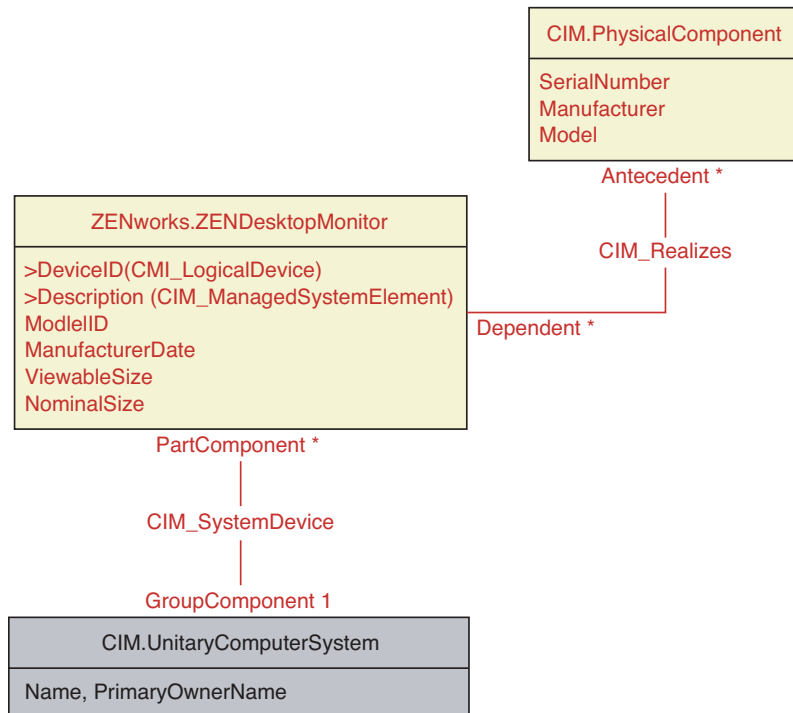 CIM.PhysicalComponent
SerialNumber
Manufacturer
Model
Antecedent *
CIM_Realizes
Dependent *
ZENworks.ZENDesktopMonitor
>DeviceID(CMI_LogicalDevice)
>Description (CIM_ManagedSystemElement)
ModleID
ManufacturerDate
ViewableSize
NominalSize
PartComponent *
CIM_SystemDevice
GroupComponent 1
CIM.UnitaryComputerSystem
Name, PrimaryOwnerName